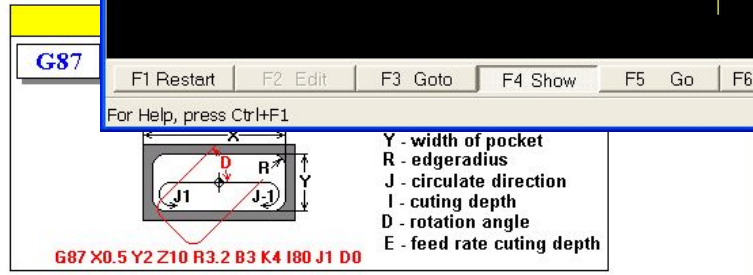 G87
F1 Restart F2 Edit F3 Goto F4 Show F5 Go F6
For Help, press Ctrl+F1
X
Y - width of pocket
R - edgeradius
D R Y
J - circulate direction
J1 J-1
I - cuting depth
D - rotation angle
E - feed rate cuting depth
G87 X0.5 Y2 Z10 R3.2 B3 K4 I80 J1 D0